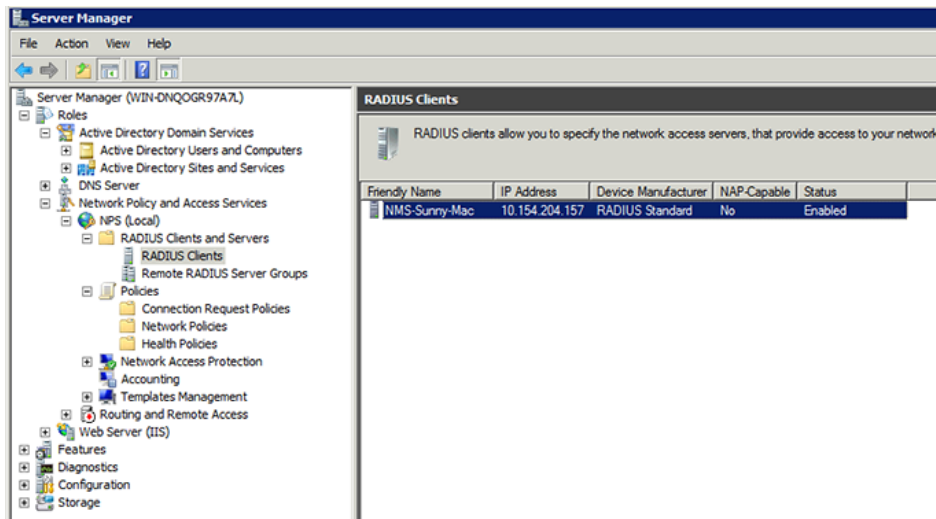 Server Manager
File Action View Help
Server Manager (WIN-DNQOGR97A7L)
Roles
Active Directory Domain Services
Active Directory Users and Computers
Active Directory Sites and Services
DNS Server
Network Policy and Access Services
NPS (Local)
RADIUS Clients and Servers
RADIUS Clients
Remote RADIUS Server Groups
Policies
Connection Request Policies
Network Policies
Health Policies
Network Access Protection
Accounting
Templates Management
Routing and Remote Access
Web Server (IIS)
Features
Diagnostics
Configuration
Storage
RADIUS Clients
RADIUS clients allow you to specify the network access servers, that provide access to your network
Friendly Name IP Address Device Manufacturer NAP-Capable Status
NMS-Sunny-Mac 10.154.204.157 RADIUS Standard No Enabled